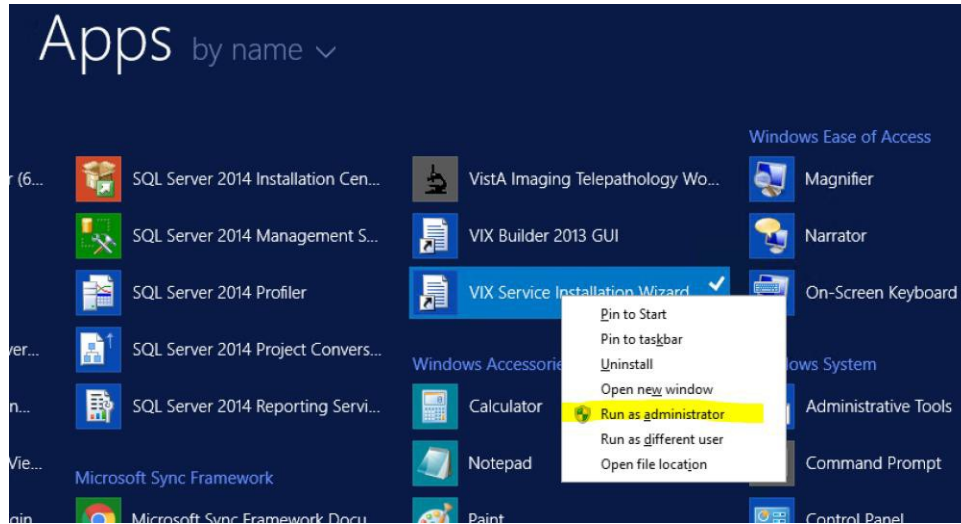 Apps by name
r (6...
SQL Server 2014 Installation Cen...
SQL Server 2014 Management S...
SQL Server 2014 Profiler
ver...
SQL Server 2014 Project Convers...
n...
SQL Server 2014 Reporting Servi...
Vie...
Microsoft Sync Framework
gin
Microsoft Sync Framework Docu
VistA Imaging Telepathology Wo...
VIX Builder 2013 GUI
VIX Service Installation Wizard
Pin to Start
Pin to taskbar
Uninstall
Open new window
Run as administrator
Run as different user
Open file location
Windows Accessorie
Calculator
Notepad
Paint
Windows Ease of Access
Magnifier
Narrator
On-Screen Keyboard
ows System
Administrative Tools
Command Prompt
Control Panel